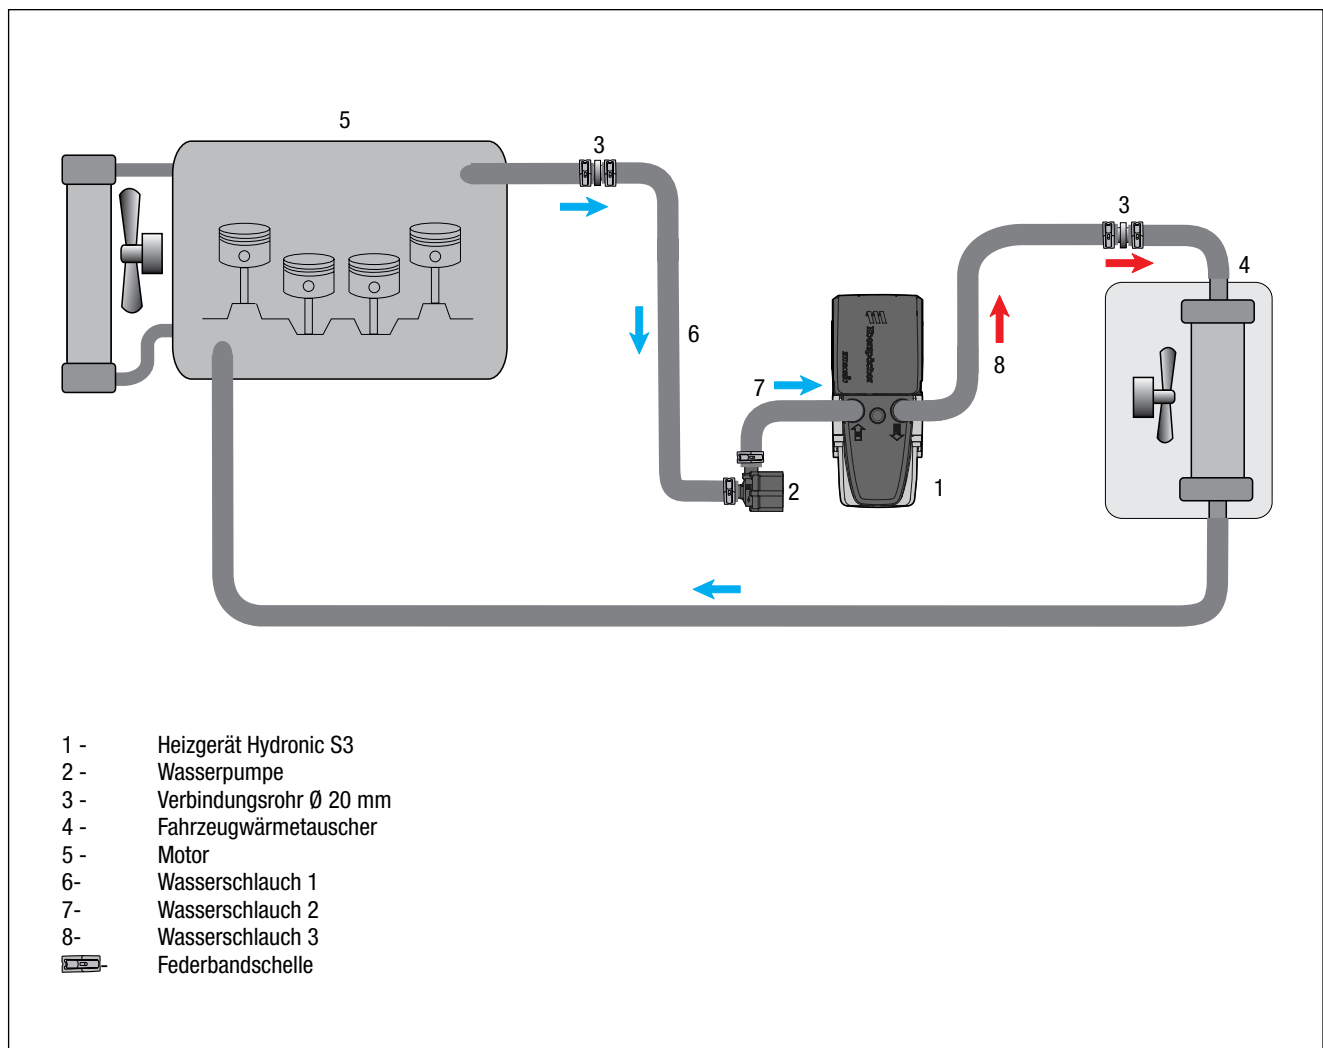 5
3
3
4
6
8
7
Eberspächer
2
1
1 - Heizgerät Hydronic S3
2 - Wasserpumpe
3 - Verbindungsrohr Ø 20 mm
4 - Fahrzeugwärmetauscher
5 - Motor
6- Wasserschlauch 1
7- Wasserschlauch 2
8- Wasserschlauch 3
- Federbandschelle